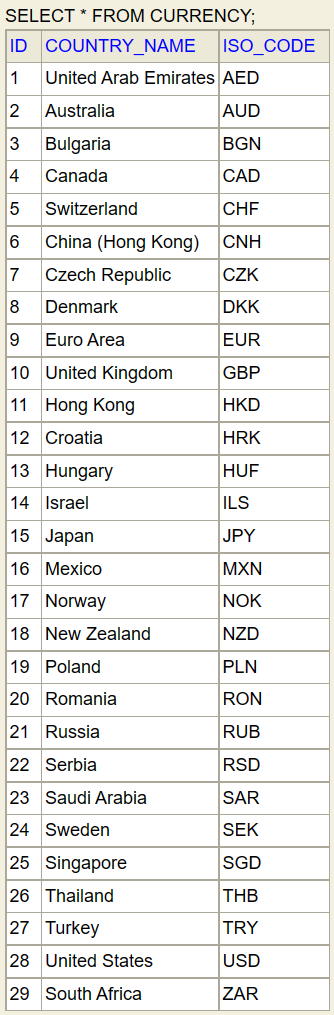 SELECT * FROM CURRENCY;
ID COUNTRY_NAME ISO_CODE
1 United Arab Emirates AED
2 Australia AUD
3 Bulgaria BGN
4 Canada CAD
5 Switzerland CHF
6 China (Hong Kong) CNH
7 Czech Republic CZK
8 Denmark DKK
9 Euro Area EUR
10 United Kingdom GBP
11 Hong Kong HKD
12 Croatia HRK
13 Hungary HUF
14 Israel ILS
15 Japan JPY
16 Mexico MXN
17 Norway NOK
18 New Zealand NZD
19 Poland PLN
20 Romania RON
21 Russia RUB
22 Serbia RSD
23 Saudi Arabia SAR
24 Sweden SEK
25 Singapore SGD
26 Thailand THB
27 Turkey TRY
28 United States USD
29 South Africa ZAR